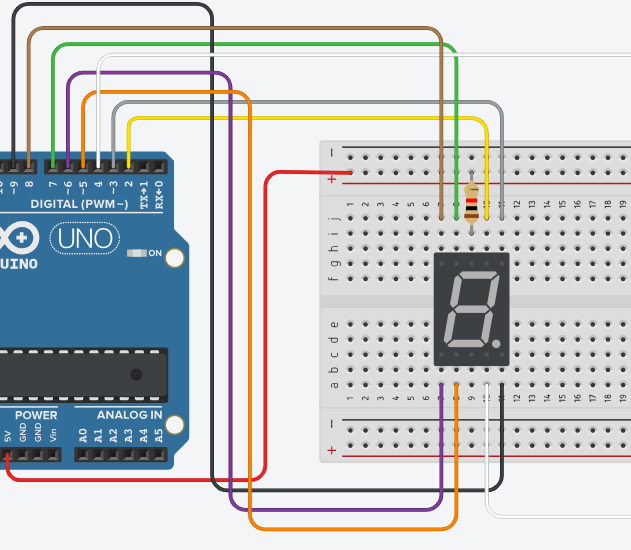 ~9
8
7
~6
~5
4
~3
2
TX→1
RX←0
DIGITAL (PWM~)
UNO
UINO
ON
POWER
ANALOG IN
5V
GND
GND
Vin
A0
A1
A2
A3
A4
A5
−
+
1 2 3 4 5 6 7 8 10 11 12 13 14 15 16 17 18 19
j
i
h
g
f
e
d
c
b
a
1 2 3 4 5 6 7 8 9 10 11 12 13 14 15 16 17 18 19
−
+